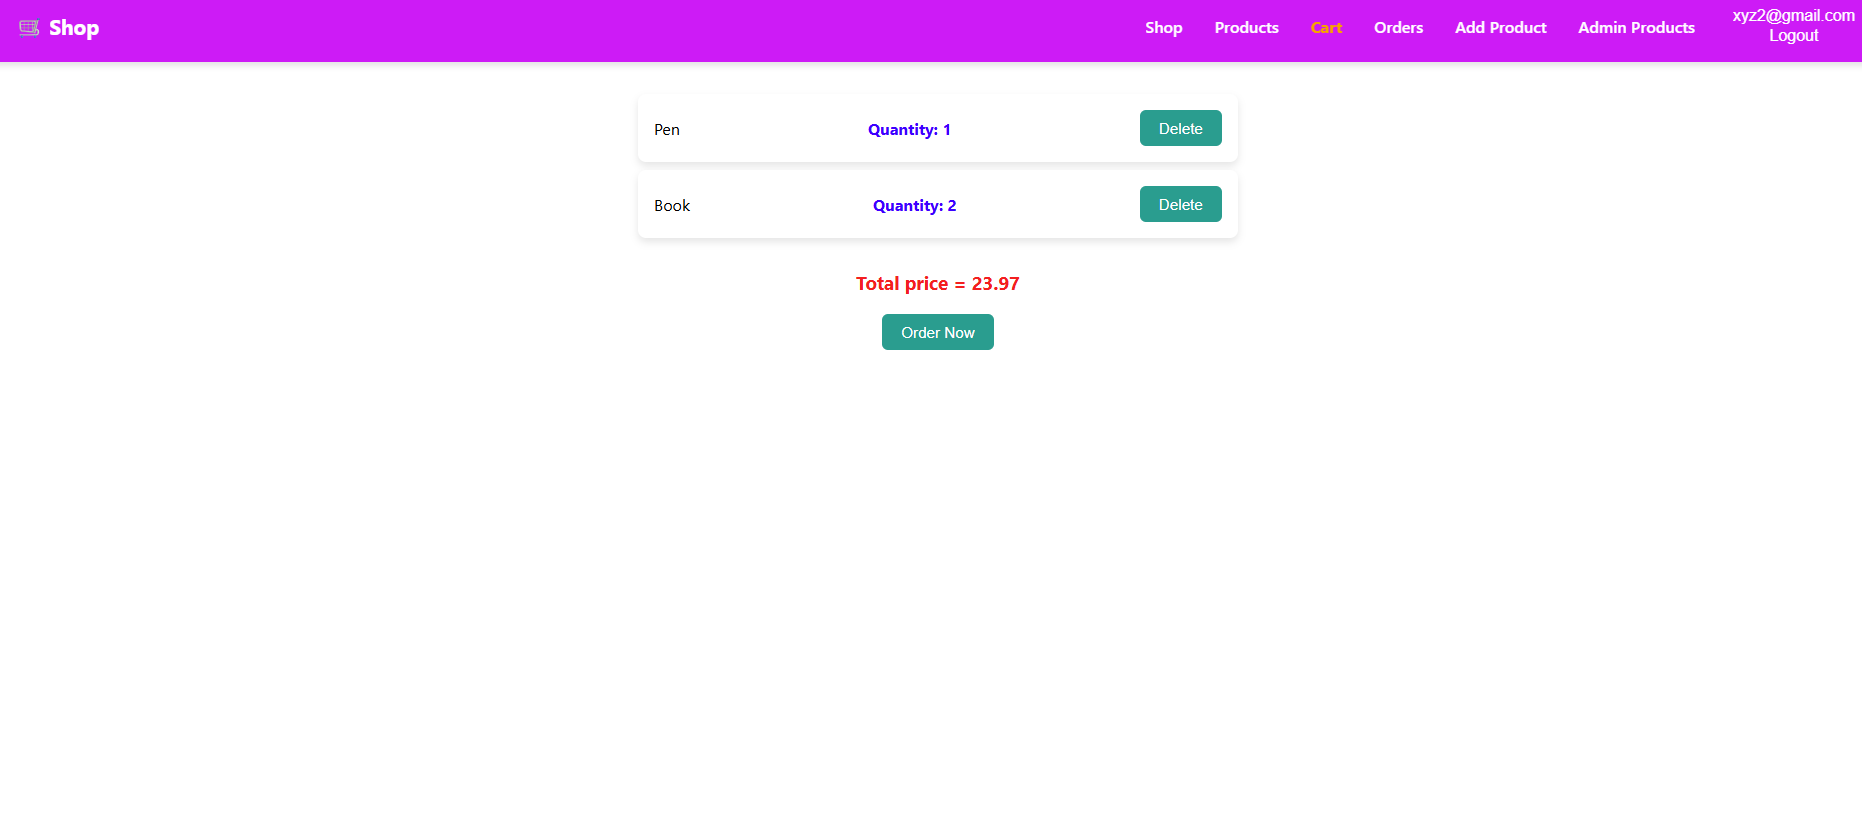 🛒 Shop
Shop Products Cart Orders Add Product Admin Products
xyz2@gmail.com
Logout
Pen Quantity: 1 Delete
Book Quantity: 2 Delete
Total price = 23.97
Order Now